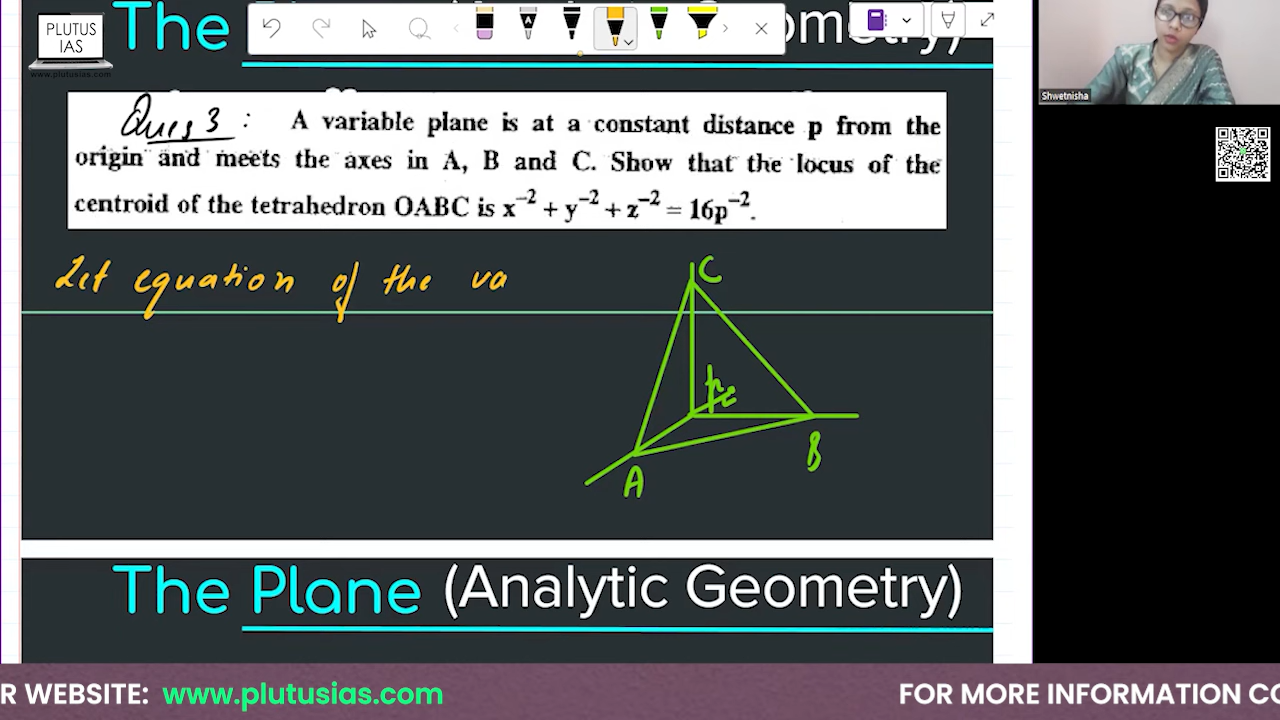 PLUTUS
IAS
www.plutusias.com
The
ometry)
Shwetnisha
Ques 3 : A variable plane is at a constant distance p from the
origin and meets the axes in A, B and C. Show that the locus of the
centroid of the tetrahedron OABC is x⁻² + y⁻² + z⁻² = 16p⁻².
Let equation of the va
C
p
B
A
The Plane (Analytic Geometry)
R WEBSITE: www.plutusias.com
FOR MORE INFORMATION CO